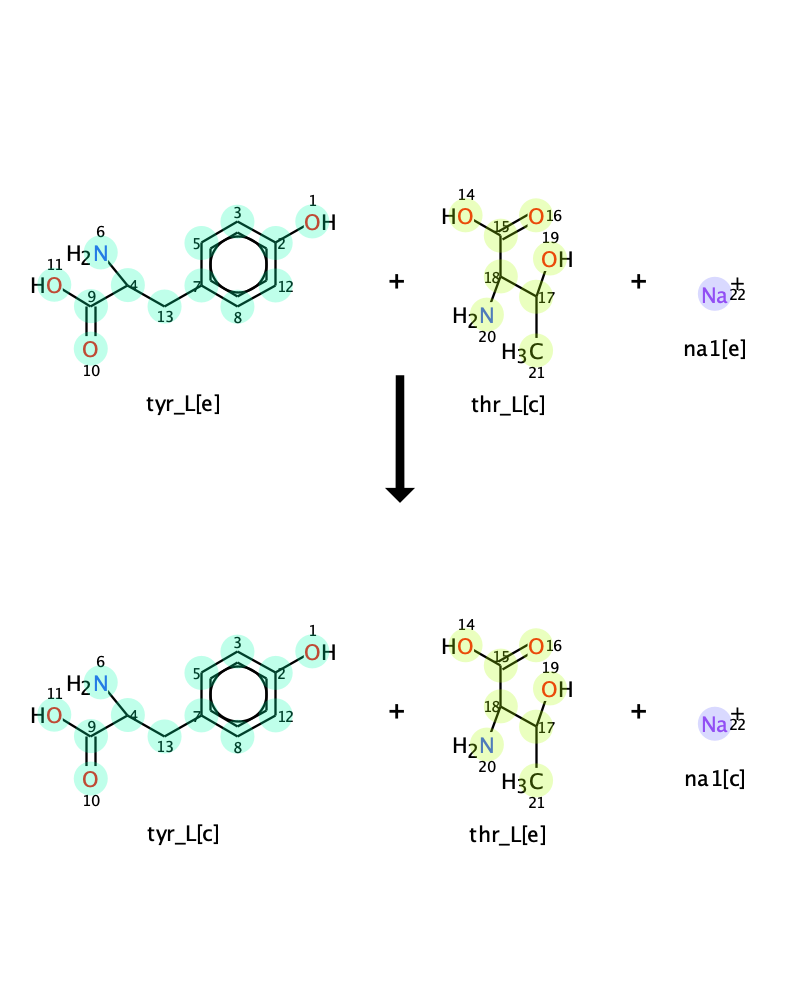 1
3
OH
6
5
2
H₂N
11
HO
9
4
7
12
13
8
O
10
tyr_L[e]
+
14
HO
15
O 16
19
OH
18
17
H₂N
20
H₃C
21
thr_L[c]
+
Na⁺
22
na1[e]
1
3
OH
6
5
2
H₂N
11
HO
9
4
7
12
13
8
O
10
tyr_L[c]
+
14
HO
15
O 16
19
OH
18
17
H₂N
20
H₃C
21
thr_L[e]
+
Na⁺
22
na1[c]